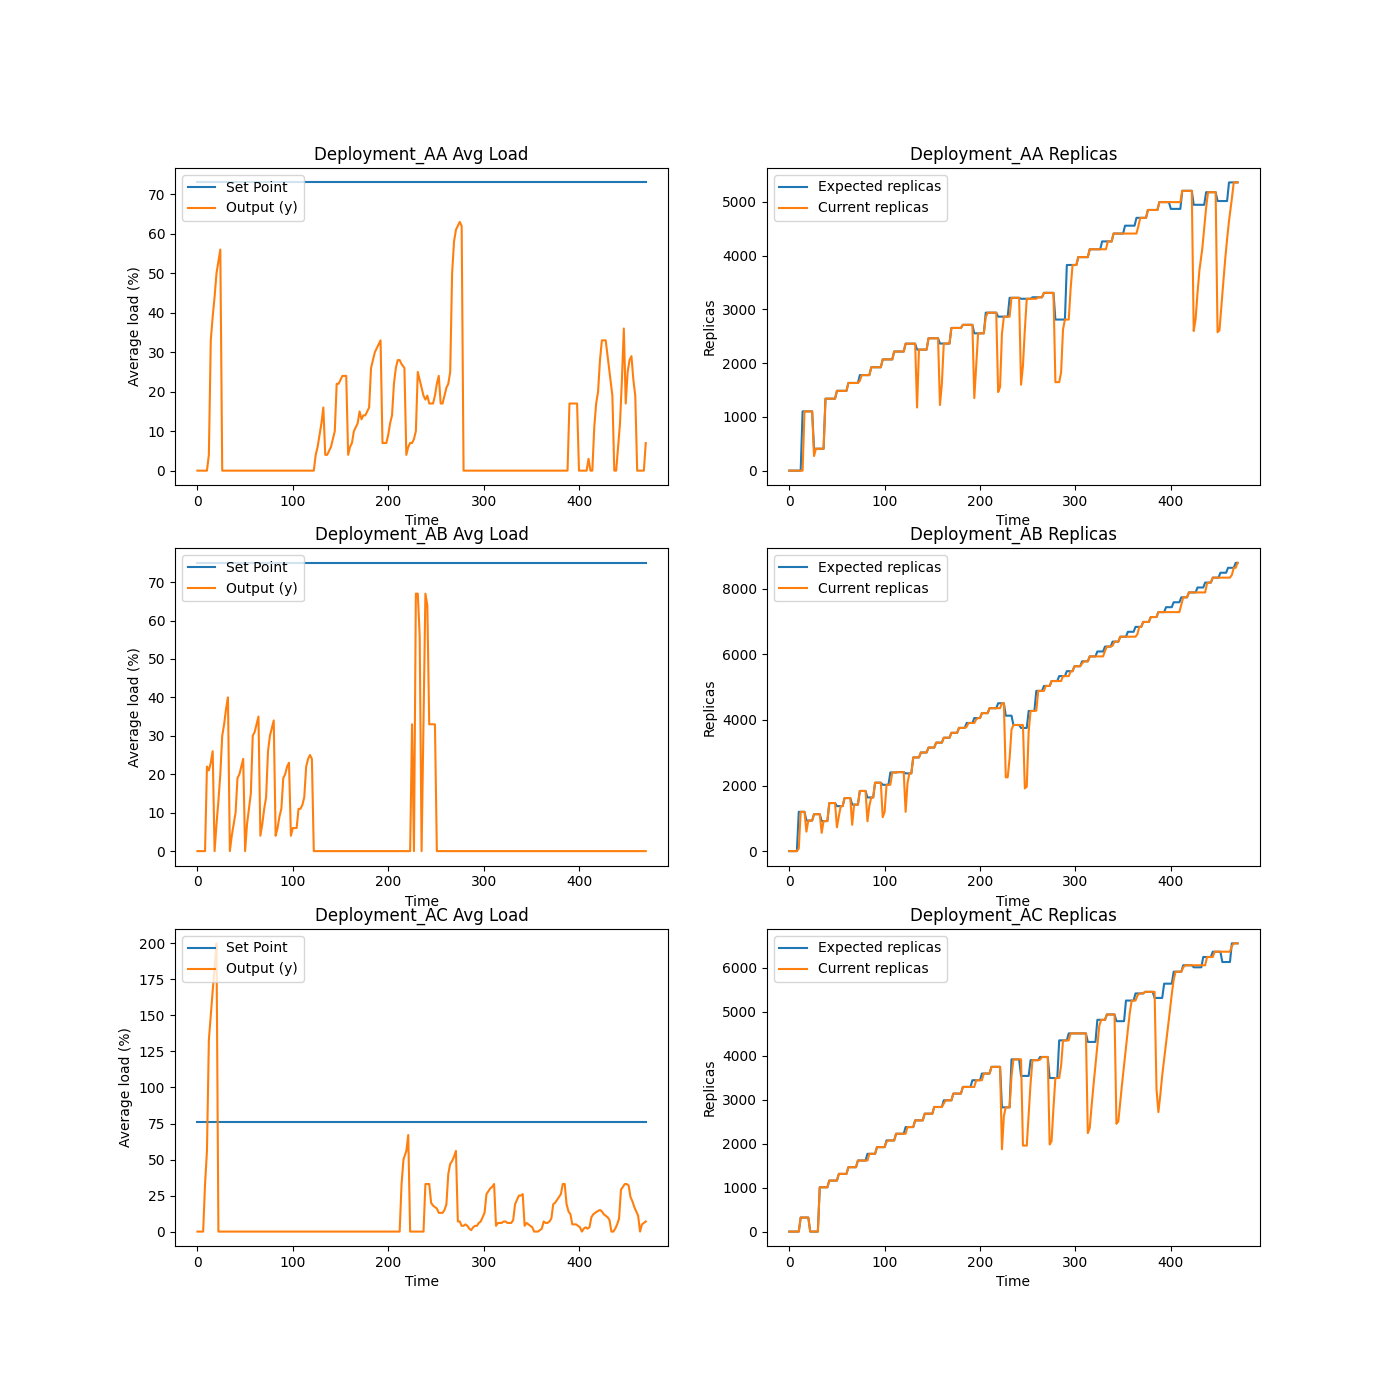 Deployment_AA Avg Load
Set Point
Output (y)
70
60
50
40
30
20
10
0
Average load (%)
0 100 200 300 400
Time
Deployment_AA Replicas
Expected replicas
Current replicas
5000
4000
3000
2000
1000
0
Replicas
0 100 200 300 400
Time
Deployment_AB Avg Load
Set Point
Output (y)
70
60
50
40
30
20
10
0
Average load (%)
0 100 200 300 400
Time
Deployment_AB Replicas
Expected replicas
Current replicas
8000
6000
4000
2000
0
Replicas
0 100 200 300 400
Time
Deployment_AC Avg Load
Set Point
Output (y)
200
175
150
125
100
75
50
25
0
Average load (%)
0 100 200 300 400
Time
Deployment_AC Replicas
Expected replicas
Current replicas
6000
5000
4000
3000
2000
1000
0
Replicas
0 100 200 300 400
Time